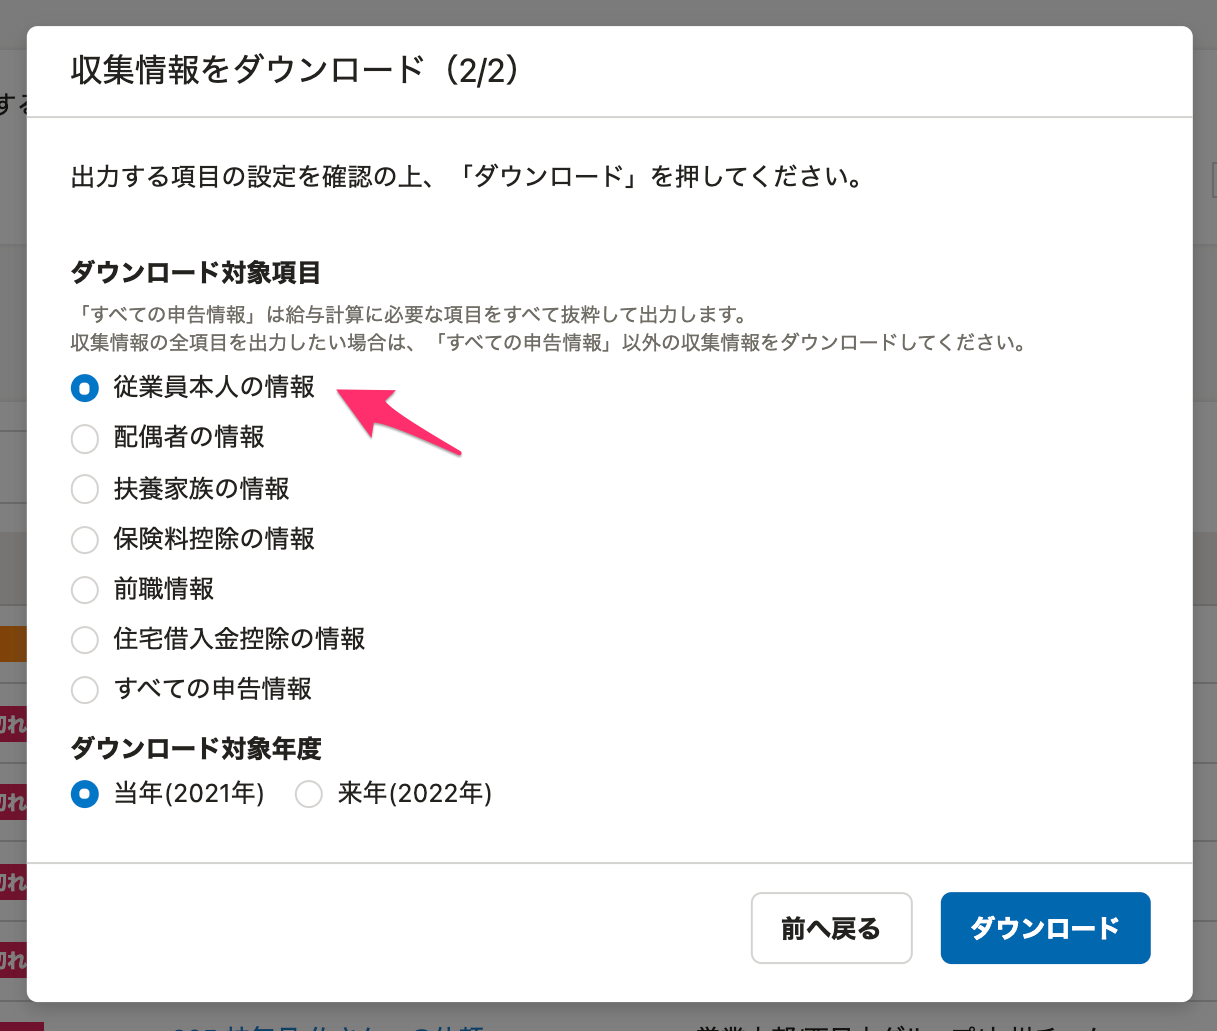 収集情報をダウンロード（2/2）
する
出力する項目の設定を確認の上、「ダウンロード」を押してください。
ダウンロード対象項目
「すべての申告情報」は給与計算に必要な項目をすべて抜粋して出力します。
収集情報の全項目を出力したい場合は、「すべての申告情報」以外の収集情報をダウンロードしてください。
従業員本人の情報
配偶者の情報
扶養家族の情報
保険料控除の情報
前職情報
住宅借入金控除の情報
すべての申告情報
切れ
ダウンロード対象年度
当年(2021年) 来年(2022年)
切れ
切れ
前へ戻る ダウンロード
切れ